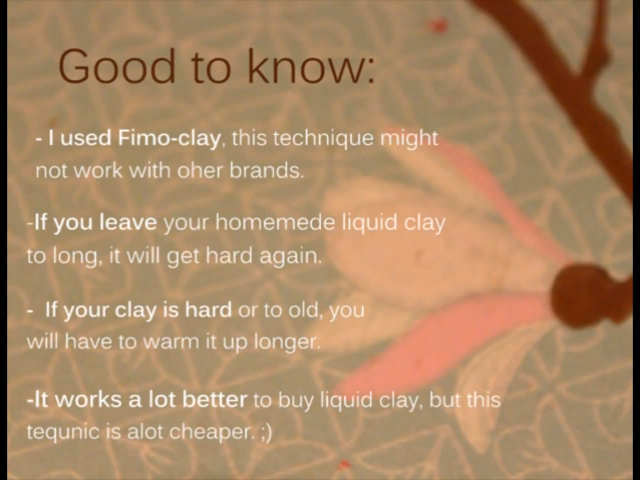 Good to know:
- I used Fimo-clay, this technique might
not work with oher brands.
-If you leave your homemede liquid clay
to long, it will get hard again.
- If your clay is hard or to old, you
will have to warm it up longer.
-It works a lot better to buy liquid clay, but this
tequnic is alot cheaper. ;)